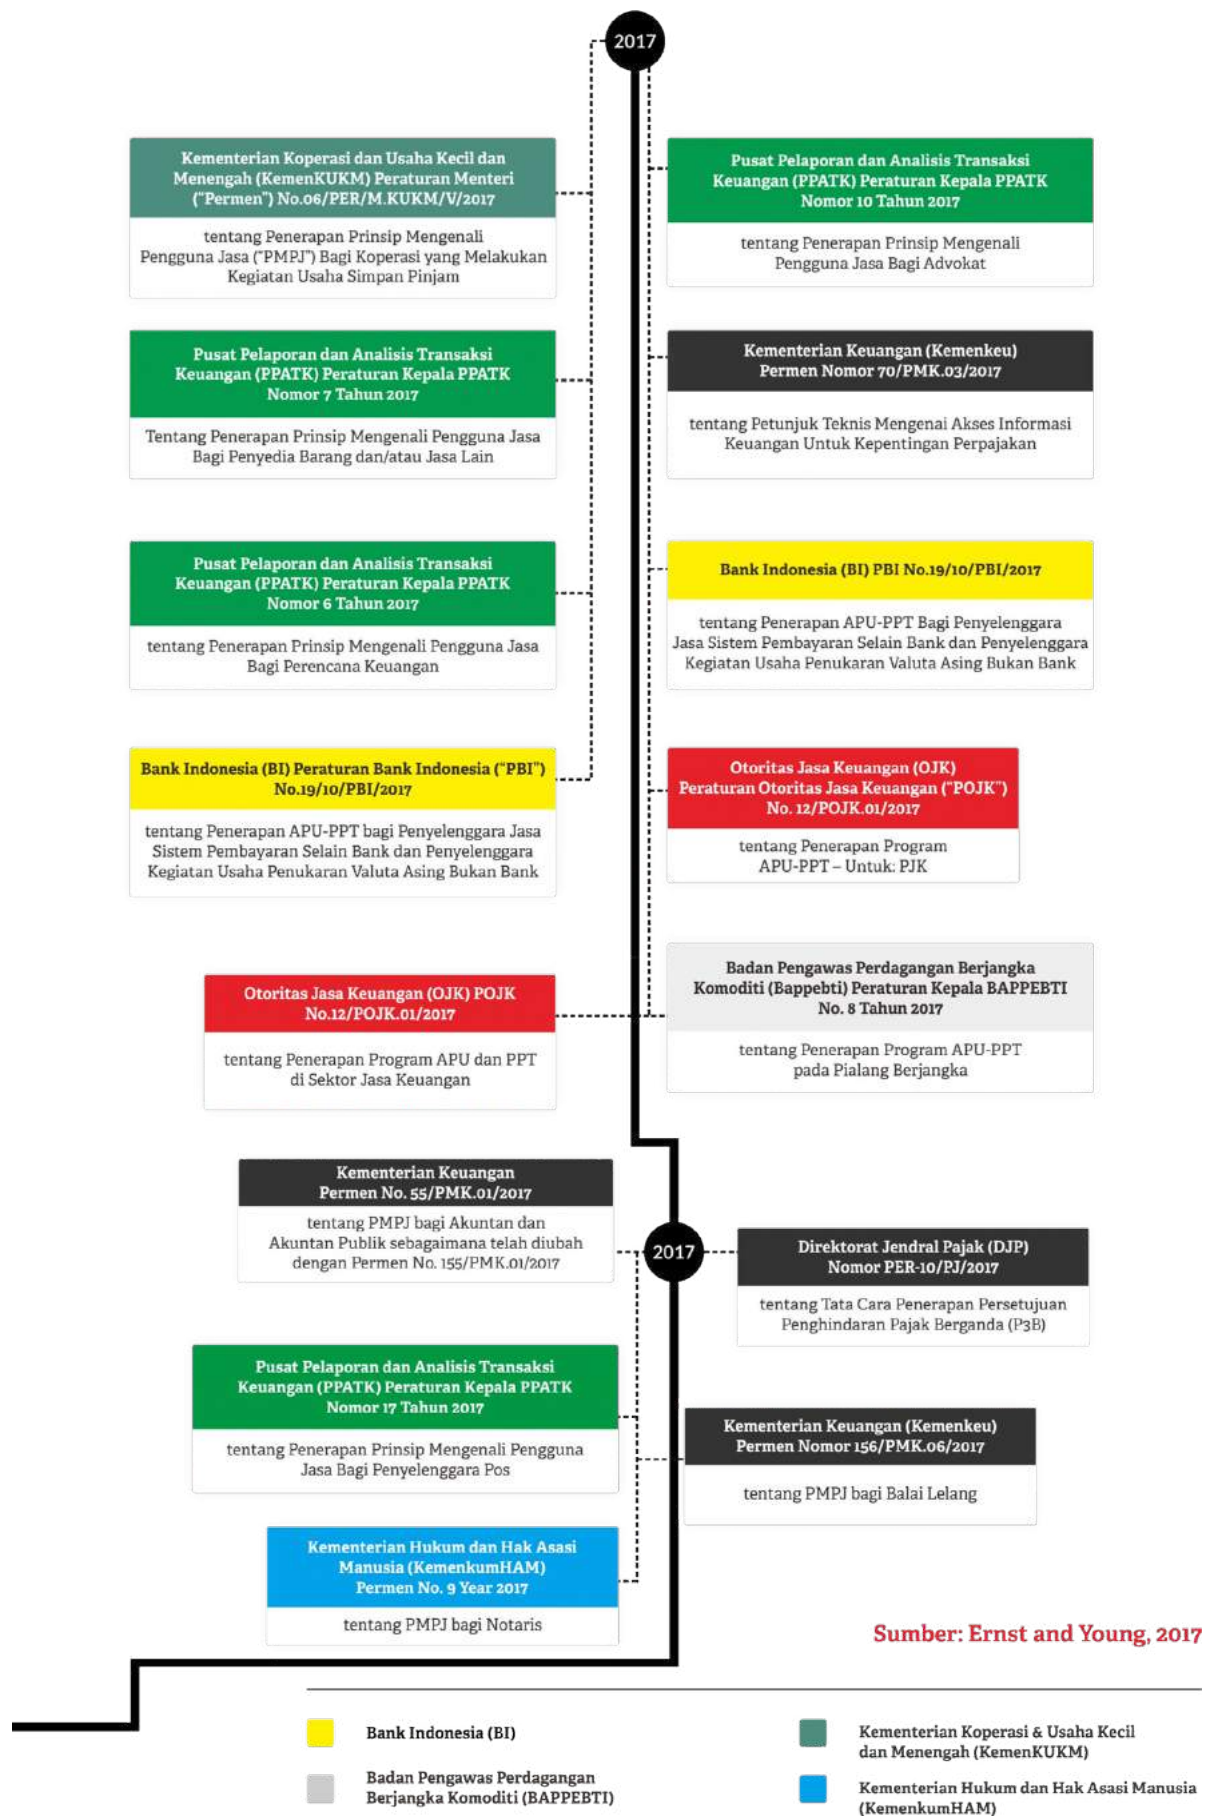 2017
Kementerian Koperasi dan Usaha Kecil dan
Menengah (KemenKUKM) Peraturan Menteri
("Permen") No.06/PER/M.KUKM/V/2017
tentang Penerapan Prinsip Mengenali
Pengguna Jasa ("PMPJ") Bagi Koperasi yang Melakukan
Kegiatan Usaha Simpan Pinjam
Pusat Pelaporan dan Analisis Transaksi
Keuangan (PPATK) Peraturan Kepala PPATK
Nomor 10 Tahun 2017
tentang Penerapan Prinsip Mengenali
Pengguna Jasa Bagi Advokat
Pusat Pelaporan dan Analisis Transaksi
Keuangan (PPATK) Peraturan Kepala PPATK
Nomor 7 Tahun 2017
Tentang Penerapan Prinsip Mengenali Pengguna Jasa
Bagi Penyedia Barang dan/atau Jasa Lain
Kementerian Keuangan (Kemenkeu)
Permen Nomor 70/PMK.03/2017
tentang Petunjuk Teknis Mengenai Akses Informasi
Keuangan Untuk Kepentingan Perpajakan
Pusat Pelaporan dan Analisis Transaksi
Keuangan (PPATK) Peraturan Kepala PPATK
Nomor 6 Tahun 2017
tentang Penerapan Prinsip Mengenali Pengguna Jasa
Bagi Perencana Keuangan
Bank Indonesia (BI) PBI No.19/10/PBI/2017
tentang Penerapan APU-PPT Bagi Penyelenggara
Jasa Sistem Pembayaran Selain Bank dan Penyelenggara
Kegiatan Usaha Penukaran Valuta Asing Bukan Bank
Bank Indonesia (BI) Peraturan Bank Indonesia ("PBI")
No.19/10/PBI/2017
tentang Penerapan APU-PPT bagi Penyelenggara Jasa
Sistem Pembayaran Selain Bank dan Penyelenggara
Kegiatan Usaha Penukaran Valuta Asing Bukan Bank
Otoritas Jasa Keuangan (OJK)
Peraturan Otoritas Jasa Keuangan ("POJK")
No. 12/POJK.01/2017
tentang Penerapan Program
APU-PPT – Untuk: PJK
Otoritas Jasa Keuangan (OJK) POJK
No.12/POJK.01/2017
tentang Penerapan Program APU dan PPT
di Sektor Jasa Keuangan
Badan Pengawas Perdagangan Berjangka
Komoditi (Bappebti) Peraturan Kepala BAPPEBTI
No. 8 Tahun 2017
tentang Penerapan Program APU-PPT
pada Pialang Berjangka
Kementerian Keuangan
Permen No. 55/PMK.01/2017
tentang PMPJ bagi Akuntan dan
Akuntan Publik sebagaimana telah diubah
dengan Permen No. 155/PMK.01/2017
2017
Direktorat Jendral Pajak (DJP)
Nomor PER-10/PJ/2017
tentang Tata Cara Penerapan Persetujuan
Penghindaran Pajak Berganda (P3B)
Pusat Pelaporan dan Analisis Transaksi
Keuangan (PPATK) Peraturan Kepala PPATK
Nomor 17 Tahun 2017
tentang Penerapan Prinsip Mengenali Pengguna
Jasa Bagi Penyelenggara Pos
Kementerian Keuangan (Kemenkeu)
Permen Nomor 156/PMK.06/2017
tentang PMPJ bagi Balai Lelang
Kementerian Hukum dan Hak Asasi
Manusia (KemenkumHAM)
Permen No. 9 Year 2017
tentang PMPJ bagi Notaris
Sumber: Ernst and Young, 2017
Bank Indonesia (BI)
Badan Pengawas Perdagangan
Berjangka Komoditi (BAPPEBTI)
Kementerian Koperasi & Usaha Kecil
dan Menengah (KemenKUKM)
Kementerian Hukum dan Hak Asasi Manusia
(KemenkumHAM)